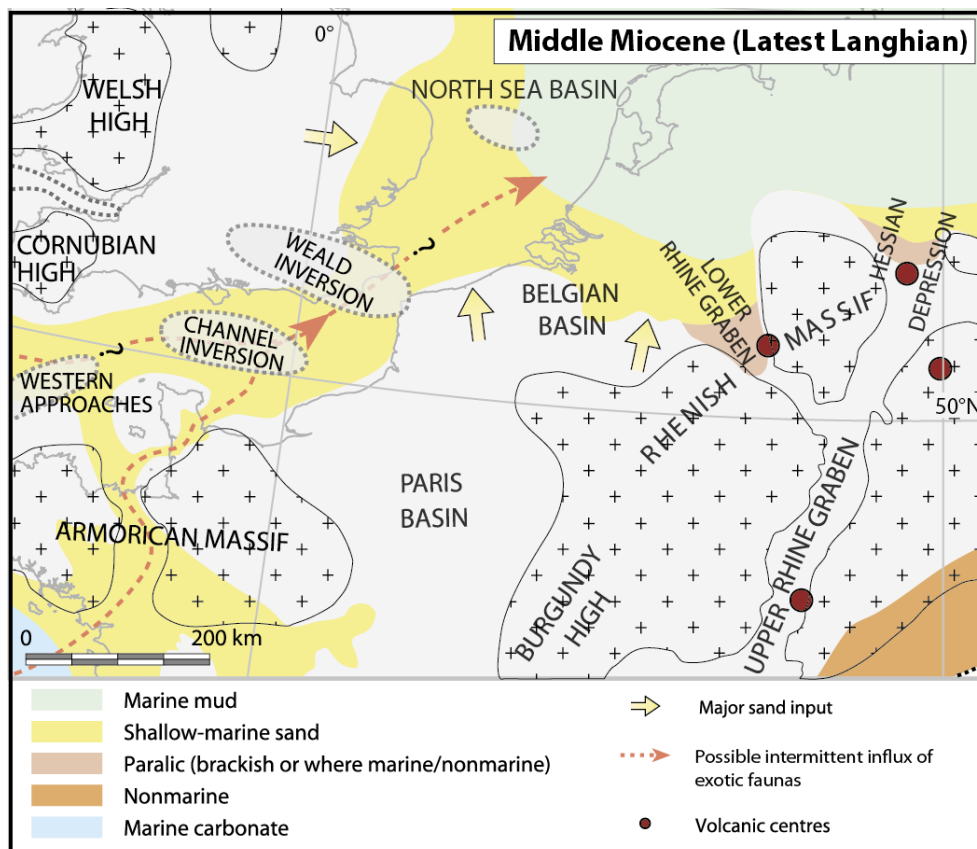 0°
Middle Miocene (Latest Langhian)
WELSH
HIGH
NORTH SEA BASIN
CORNUBIAN
HIGH
WEALD
INVERSION
?
CHANNEL
INVERSION
?
WESTERN
APPROACHES
BELGIAN
BASIN
LOWER
RHINE GRABEN
HESSIAN
DEPRESSION
RHENISH MASSIF
50°N
PARIS
BASIN
ARMORICAN MASSIF
BURGUNDY
HIGH
UPPER RHINE GRABEN
0 200 km
Marine mud
Shallow-marine sand
Paralic (brackish or where marine/nonmarine)
Nonmarine
Marine carbonate
Major sand input
Possible intermittent influx of
exotic faunas
Volcanic centres